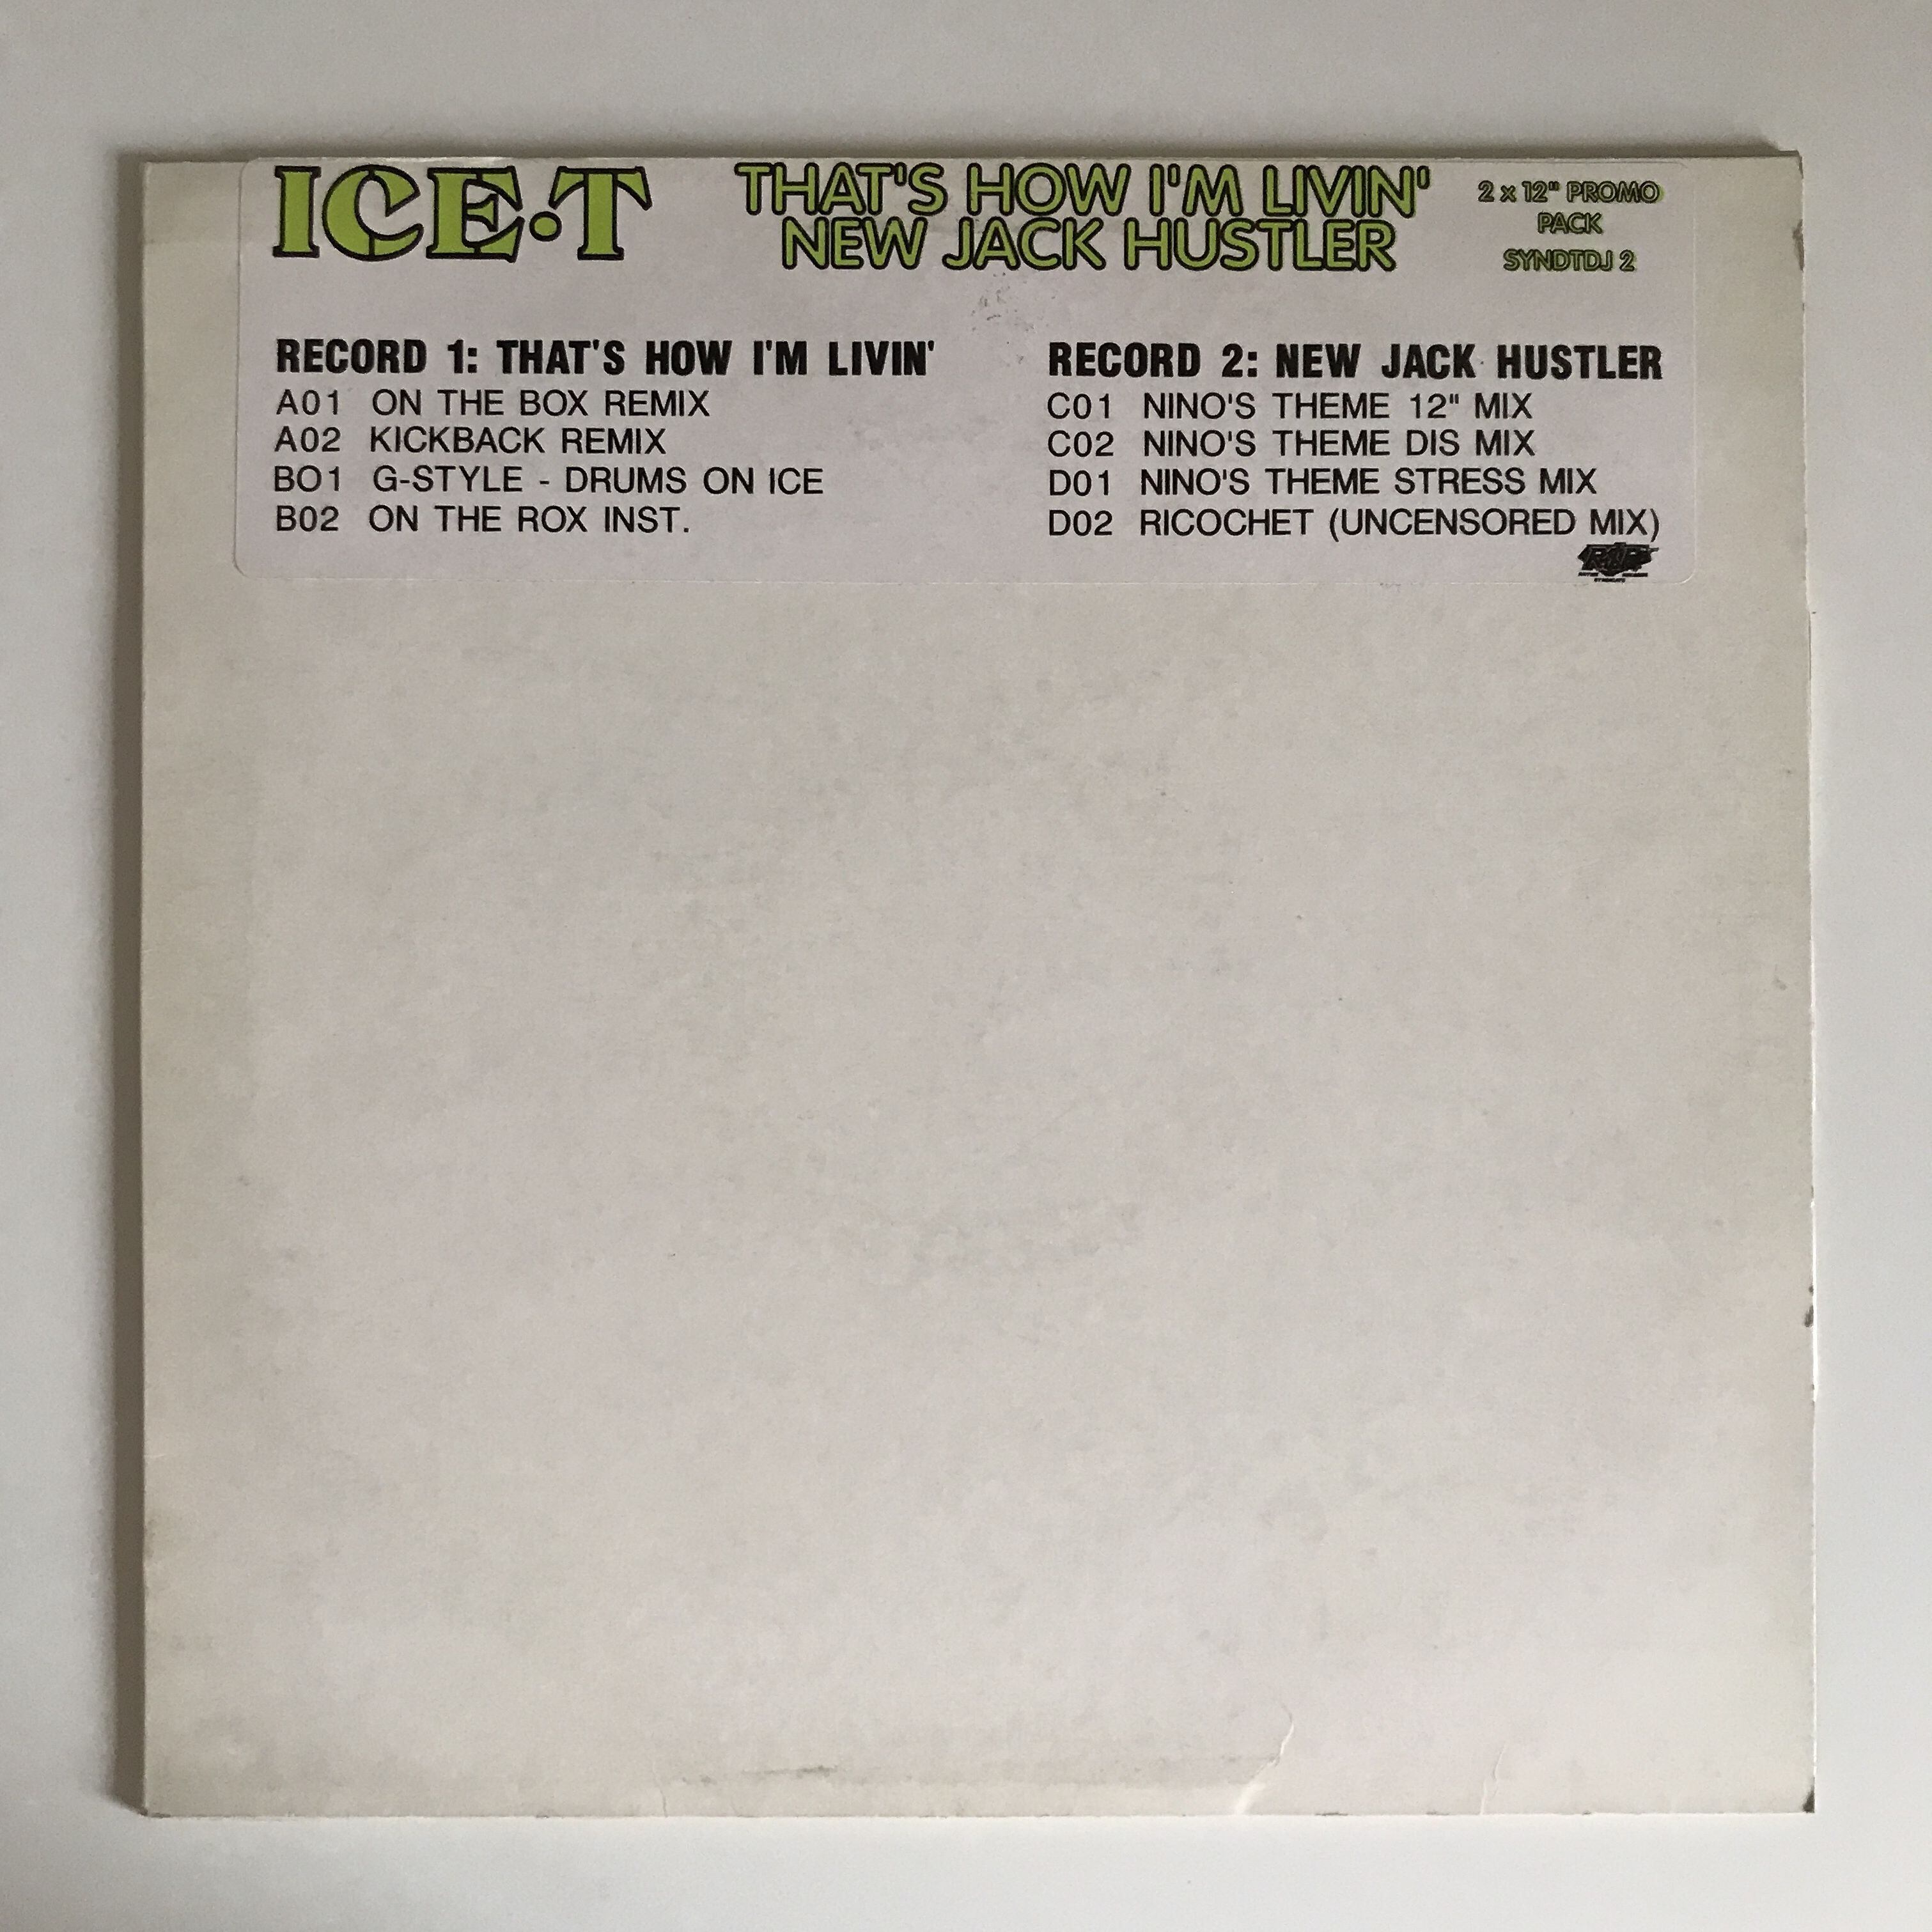 ICE·T
THAT'S HOW I'M LIVIN'
NEW JACK HUSTLER
2 x 12" PROMO
PACK
SYNDTDJ 2
RECORD 1: THAT'S HOW I'M LIVIN'
A01 ON THE BOX REMIX
A02 KICKBACK REMIX
BO1 G-STYLE - DRUMS ON ICE
B02 ON THE ROX INST.
RECORD 2: NEW JACK HUSTLER
C01 NINO'S THEME 12" MIX
C02 NINO'S THEME DIS MIX
D01 NINO'S THEME STRESS MIX
D02 RICOCHET (UNCENSORED MIX)